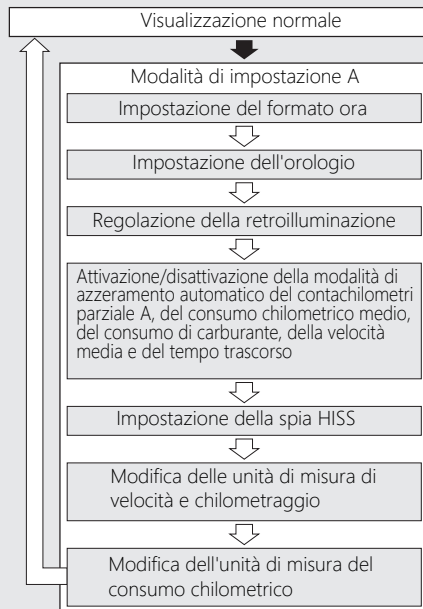 Visualizzazione normale
Modalità di impostazione A
Impostazione del formato ora
Impostazione dell'orologio
Regolazione della retroilluminazione
Attivazione/disattivazione della modalità di
azzeramento automatico del contachilometri
parziale A, del consumo chilometrico medio,
del consumo di carburante, della velocità
media e del tempo trascorso
Impostazione della spia HISS
Modifica delle unità di misura di
velocità e chilometraggio
Modifica dell'unità di misura del
consumo chilometrico